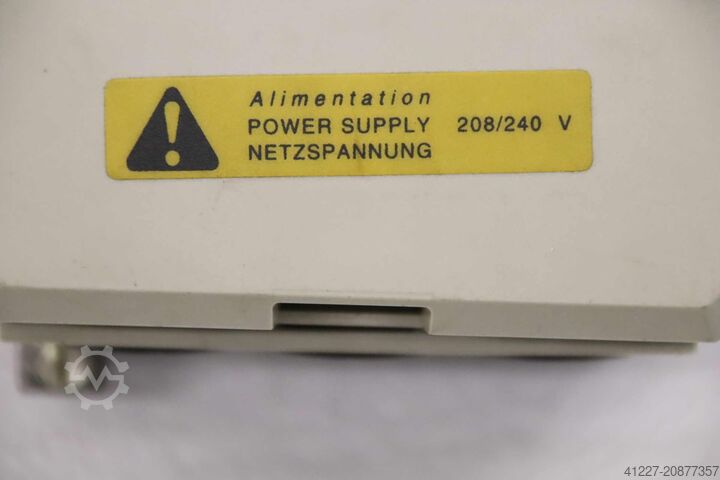 Alimentation
POWER SUPPLY 208/240 V
NETZSPANNUNG
41227-20877357